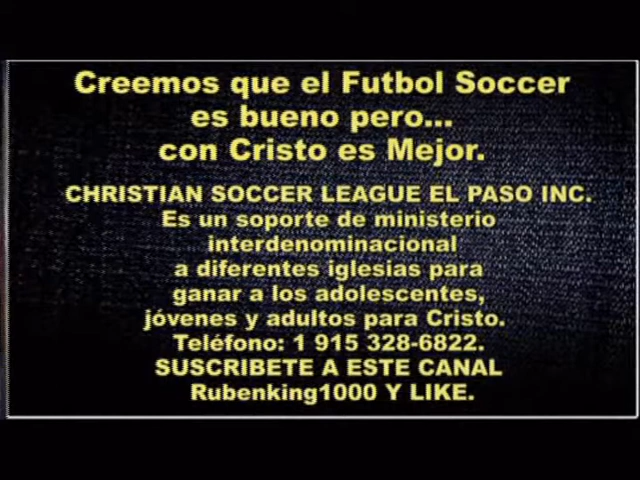 Creemos que el Futbol Soccer
es bueno pero...
con Cristo es Mejor.
CHRISTIAN SOCCER LEAGUE EL PASO INC.
Es un soporte de ministerio
interdenominacional
a diferentes iglesias para
ganar a los adolescentes,
jóvenes y adultos para Cristo.
Teléfono: 1 915 328-6822.
SUSCRIBETE A ESTE CANAL
Rubenking1000 Y LIKE.